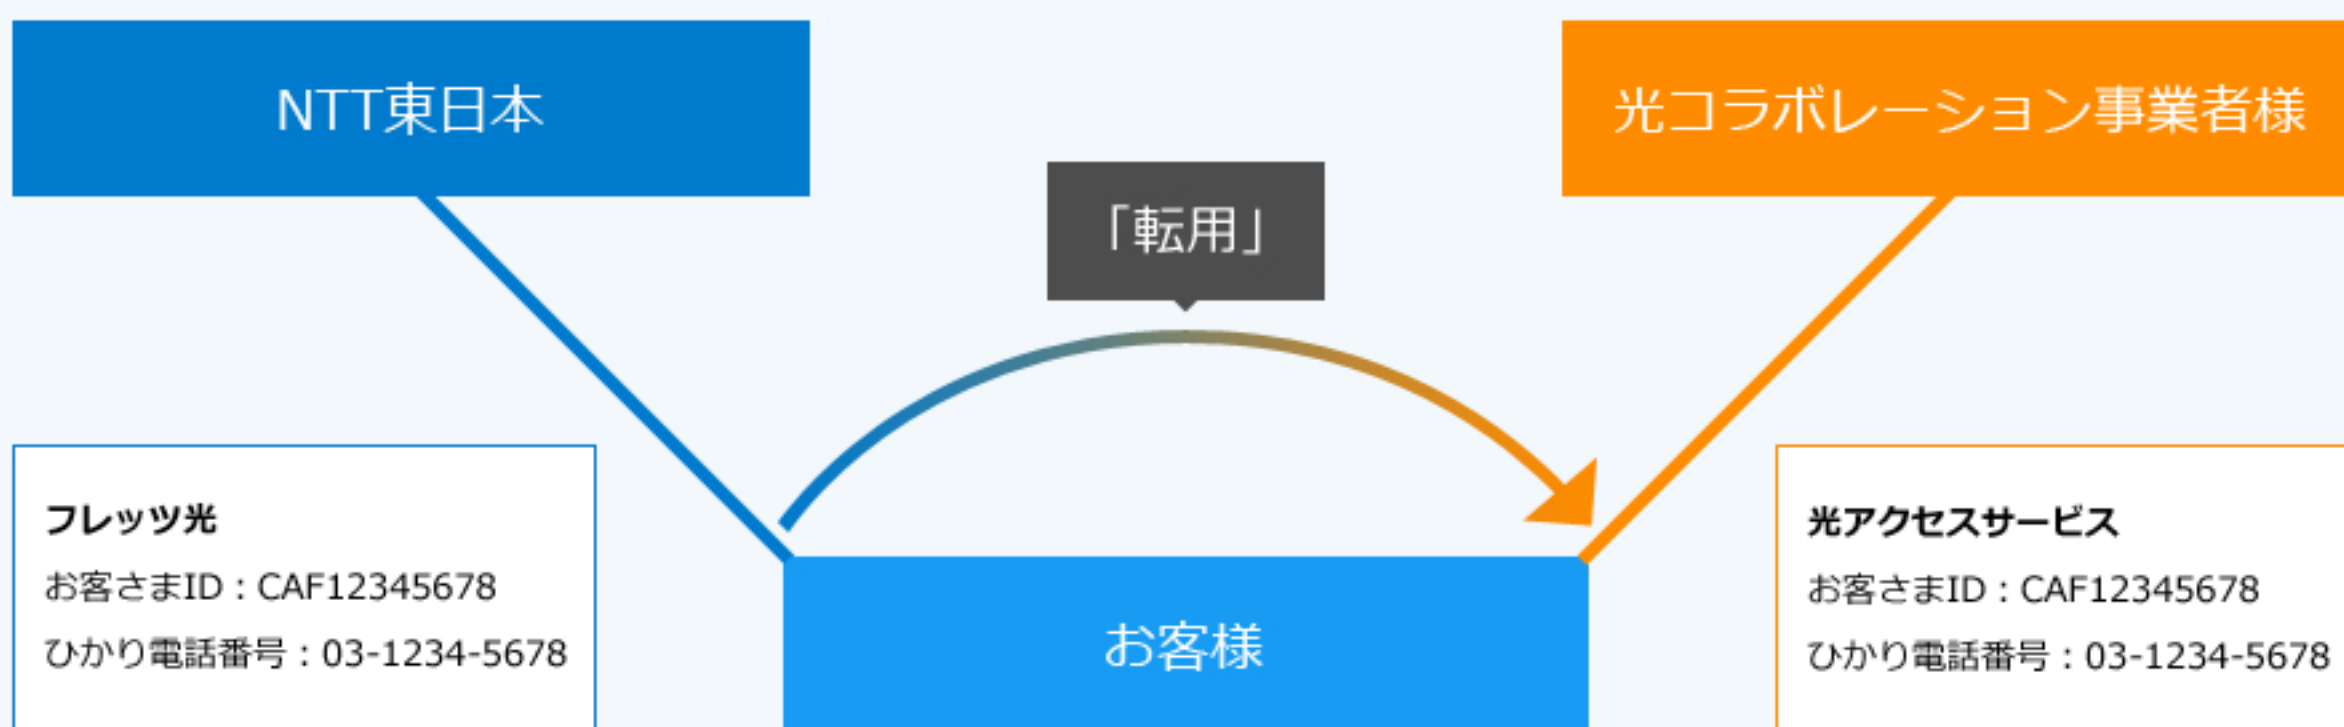 NTT東日本
光コラボレーション事業者様
「転用」
フレッツ光
お客さまID：CAF12345678
ひかり電話番号：03-1234-5678
お客様
光アクセスサービス
お客さまID：CAF12345678
ひかり電話番号：03-1234-5678